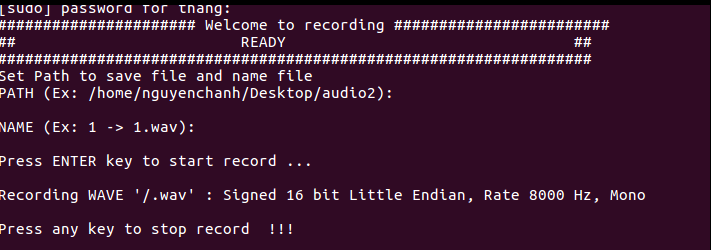 [sudo] password for thang:
###################### Welcome to recording ########################
## READY ##
##################################################################
Set Path to save file and name file
PATH (Ex: /home/nguyenchanh/Desktop/audio2):
NAME (Ex: 1 -> 1.wav):
Press ENTER key to start record ...
Recording WAVE '/.wav' : Signed 16 bit Little Endian, Rate 8000 Hz, Mono
Press any key to stop record  !!!